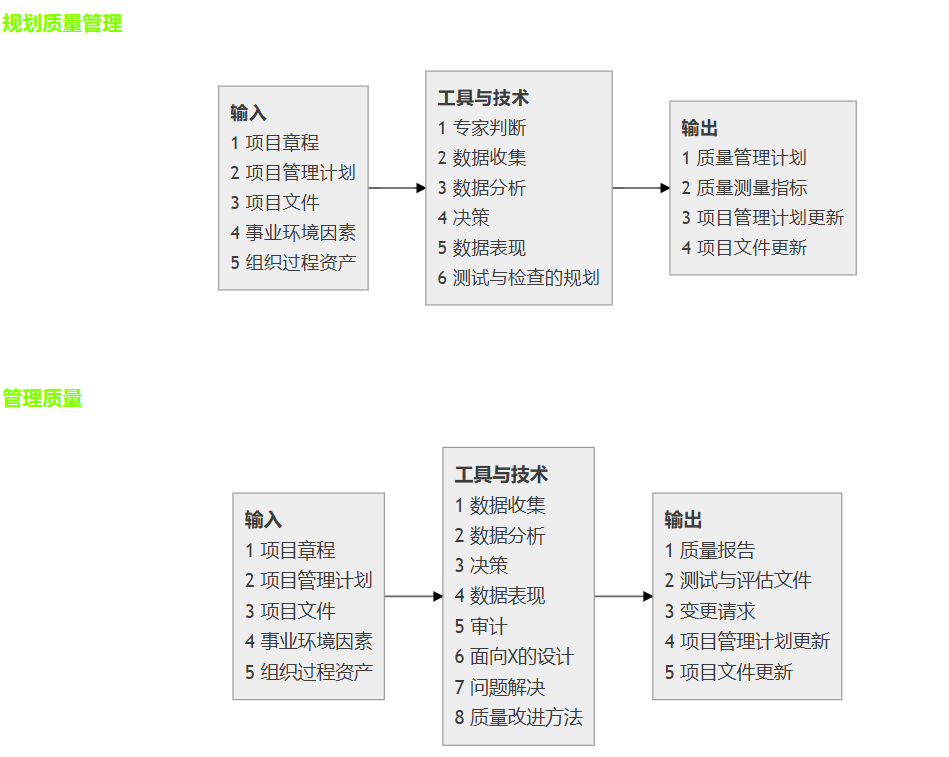 规划质量管理
输入
1 项目章程
2 项目管理计划
3 项目文件
4 事业环境因素
5 组织过程资产
工具与技术
1 专家判断
2 数据收集
3 数据分析
4 决策
5 数据表现
6 测试与检查的规划
输出
1 质量管理计划
2 质量测量指标
3 项目管理计划更新
4 项目文件更新
管理质量
输入
1 项目章程
2 项目管理计划
3 项目文件
4 事业环境因素
5 组织过程资产
工具与技术
1 数据收集
2 数据分析
3 决策
4 数据表现
5 审计
6 面向X的设计
7 问题解决
8 质量改进方法
输出
1 质量报告
2 测试与评估文件
3 变更请求
4 项目管理计划更新
5 项目文件更新